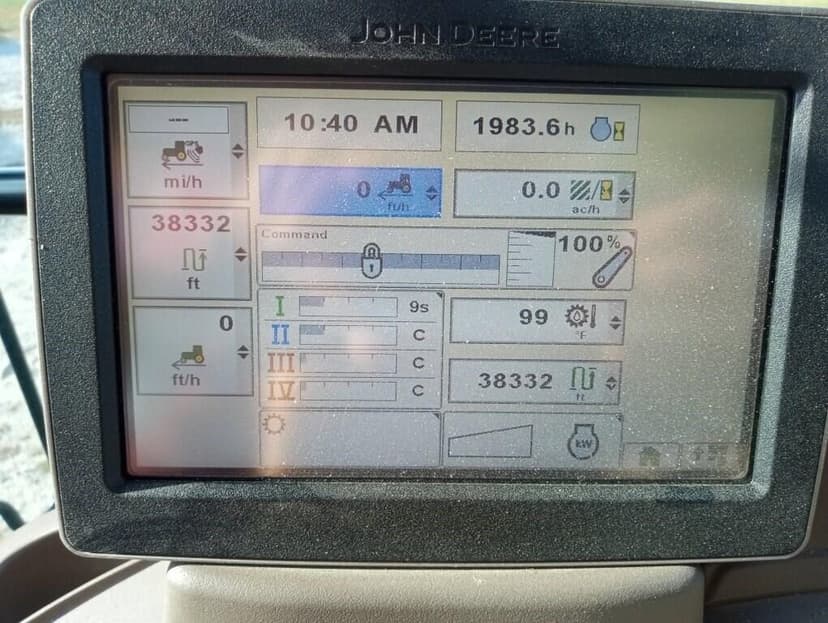 JOHN DEERE
---
mi/h
10:40 AM
1983.6h
0
ft/h
0.0
ac/h
38332
ft
Command
100%
0
ft/h
I 9s
II C
III C
IV C
99
°F
38332
ft
kW